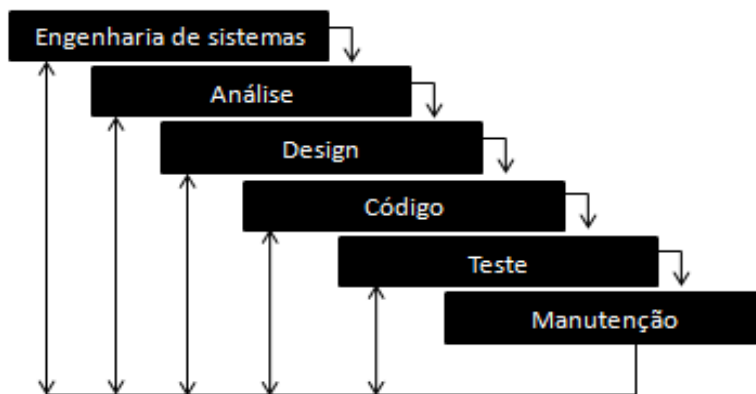 Engenharia de sistemas
Análise
Design
Código
Teste
Manutenção